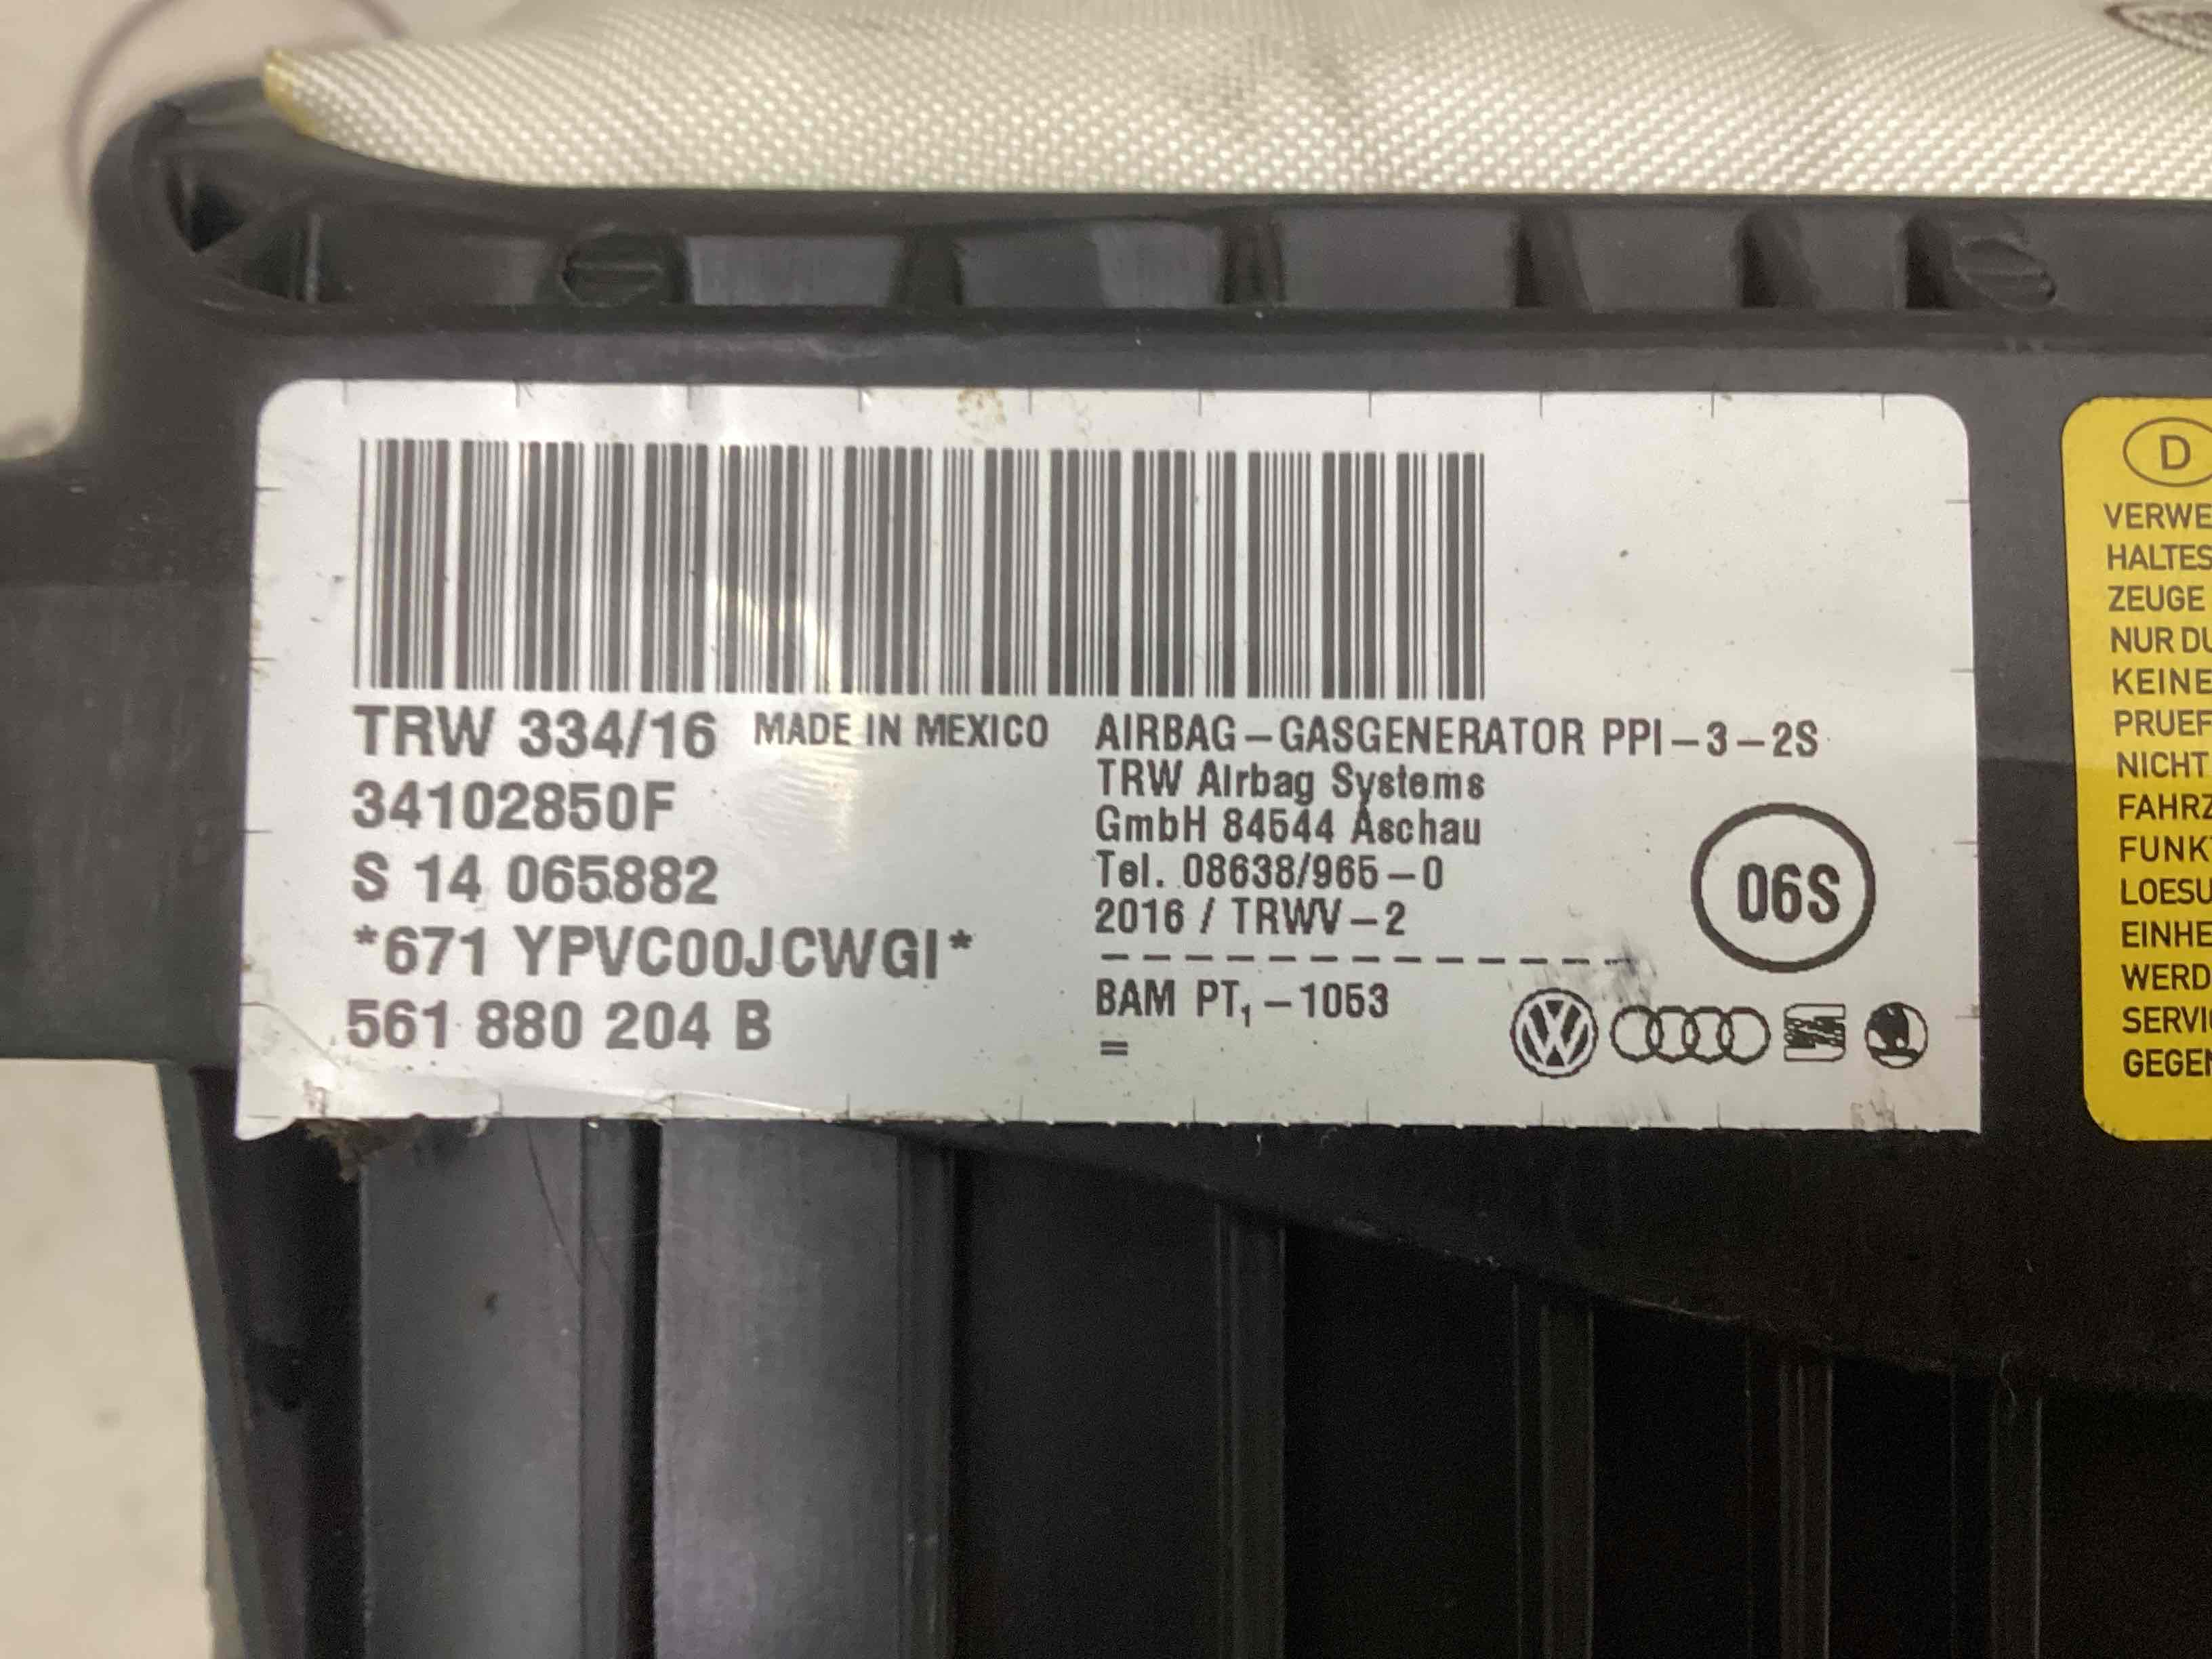 TRW 334/16 MADE IN MEXICO
34102850F
S 14 065882
*671 YPVC00JCWGI*
561 880 204 B
AIRBAG-GASGENERATOR PPI-3-2S
TRW Airbag Systems
GmbH 84544 Aschau
Tel. 08638/965-0
2016 / TRWV-2
BAM PT₁-1053
=
06S
D
VERWE
HALTES
ZEUGE
NUR DU
KEINE
PRUEF
NICHT
FAHRZ
FUNKT
LOESU
EINHE
WERD
SERVI
GEGEN